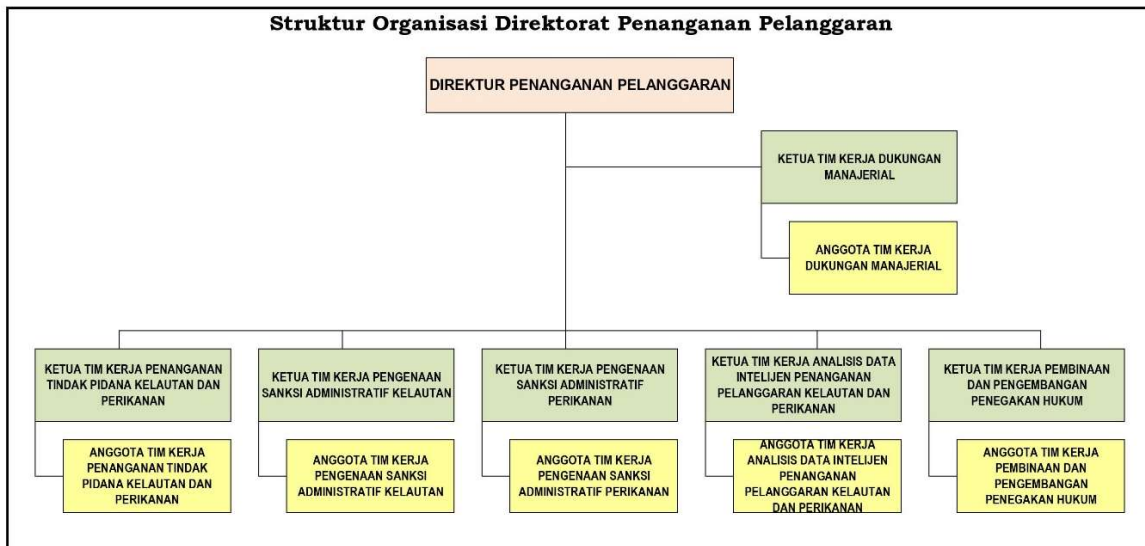 Struktur Organisasi Direktorat Penanganan Pelanggaran
DIREKTUR PENANGANAN PELANGGARAN
KETUA TIM KERJA DUKUNGAN
MANAJERIAL
ANGGOTA TIM KERJA
DUKUNGAN MANAJERIAL
KETUA TIM KERJA PENANGANAN
TINDAK PIDANA KELAUTAN DAN
PERIKANAN
KETUA TIM KERJA PENGENAAN
SANKSI ADMINISTRATIF KELAUTAN
KETUA TIM KERJA PENGENAAN
SANKSI ADMINISTRATIF
PERIKANAN
KETUA TIM KERJA ANALISIS DATA
INTELIJEN PENANGANAN
PELANGGARAN KELAUTAN DAN
PERIKANAN
KETUA TIM KERJA PEMBINAAN
DAN PENGEMBANGAN
PENEGAKAN HUKUM
ANGGOTA TIM KERJA
PENANGANAN TINDAK
PIDANA KELAUTAN DAN
PERIKANAN
ANGGOTA TIM KERJA
PENGENAAN SANKSI
ADMINISTRATIF KELAUTAN
ANGGOTA TIM KERJA
PENGENAAN SANKSI
ADMINISTRATIF PERIKANAN
ANGGOTA TIM KERJA
ANALISIS DATA INTELIJEN
PENANGANAN
PELANGGARAN KELAUTAN
DAN PERIKANAN
ANGGOTA TIM KERJA
PEMBINAAN DAN
PENGEMBANGAN
PENEGAKAN HUKUM